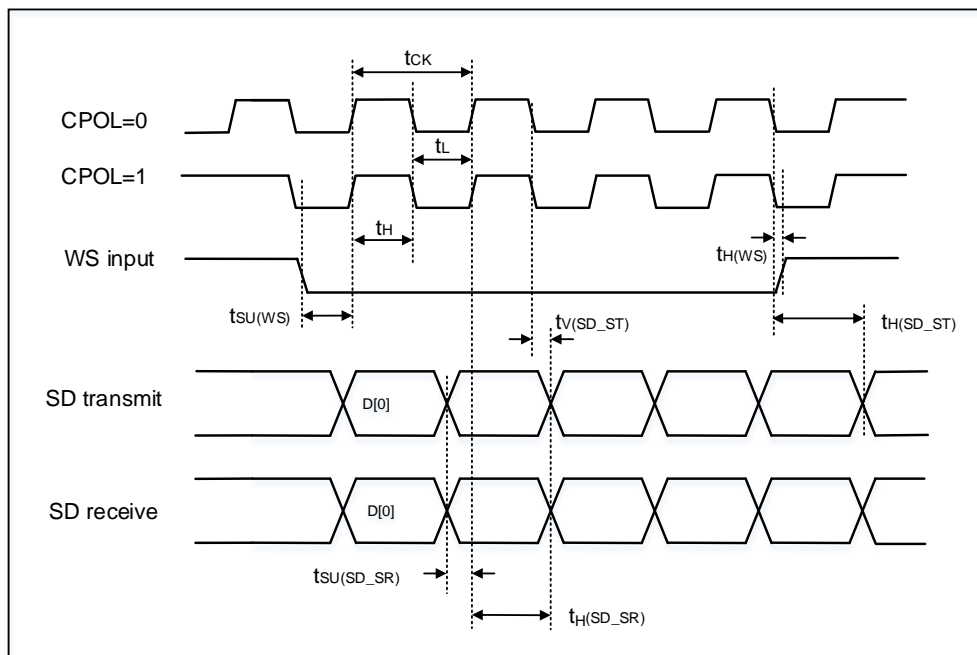 tCK
CPOL=0
tL
CPOL=1
tH
tH(WS)
WS input
tSU(WS)
tV(SD_ST)
tH(SD_ST)
SD transmit
D[0]
SD receive
D[0]
tSU(SD_SR)
tH(SD_SR)